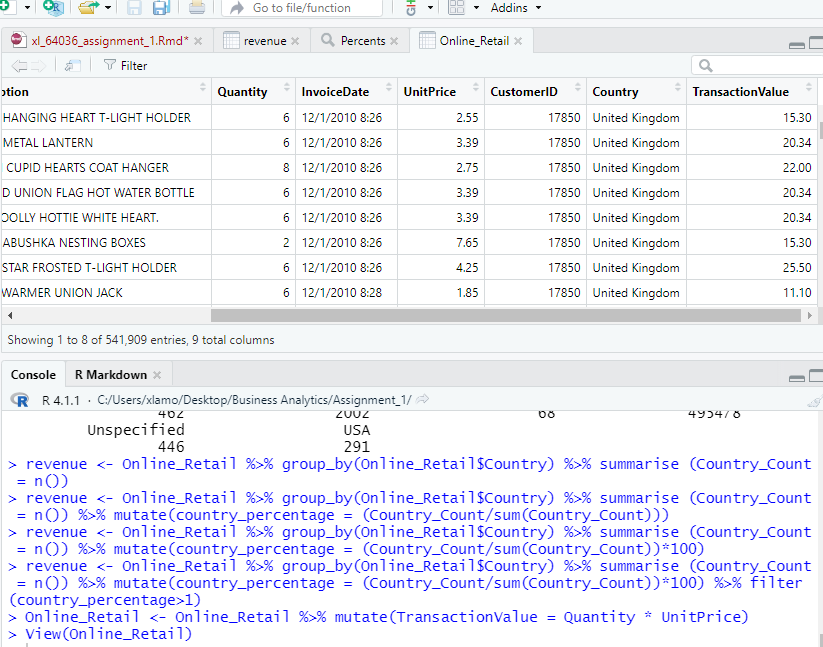 Go to file/function
Addins
xl_64036_assignment_1.Rmd*
revenue
Percents
Online_Retail
Filter
ption Quantity InvoiceDate UnitPrice CustomerID Country TransactionValue
HANGING HEART T-LIGHT HOLDER 6 12/1/2010 8:26 2.55 17850 United Kingdom 15.30
METAL LANTERN 6 12/1/2010 8:26 3.39 17850 United Kingdom 20.34
CUPID HEARTS COAT HANGER 8 12/1/2010 8:26 2.75 17850 United Kingdom 22.00
D UNION FLAG HOT WATER BOTTLE 6 12/1/2010 8:26 3.39 17850 United Kingdom 20.34
OOLLY HOTTIE WHITE HEART. 6 12/1/2010 8:26 3.39 17850 United Kingdom 20.34
ABUSHKA NESTING BOXES 2 12/1/2010 8:26 7.65 17850 United Kingdom 15.30
STAR FROSTED T-LIGHT HOLDER 6 12/1/2010 8:26 4.25 17850 United Kingdom 25.50
WARMER UNION JACK 6 12/1/2010 8:28 1.85 17850 United Kingdom 11.10
Showing 1 to 8 of 541,909 entries, 9 total columns
Console R Markdown
R 4.1.1 · C:/Users/xlamo/Desktop/Business Analytics/Assignment_1/
462 2002 68 495478
Unspecified USA
446 291
> revenue <- Online_Retail %>% group_by(Online_Retail$Country) %>% summarise (Country_Count
= n())
> revenue <- Online_Retail %>% group_by(Online_Retail$Country) %>% summarise (Country_Count
= n()) %>% mutate(country_percentage = (Country_Count/sum(Country_Count)))
> revenue <- Online_Retail %>% group_by(Online_Retail$Country) %>% summarise (Country_Count
= n()) %>% mutate(country_percentage = (Country_Count/sum(Country_Count))*100)
> revenue <- Online_Retail %>% group_by(Online_Retail$Country) %>% summarise (Country_Count
= n()) %>% mutate(country_percentage = (Country_Count/sum(Country_Count))*100) %>% filter
(country_percentage>1)
> Online_Retail <- Online_Retail %>% mutate(TransactionValue = Quantity * UnitPrice)
> View(Online_Retail)